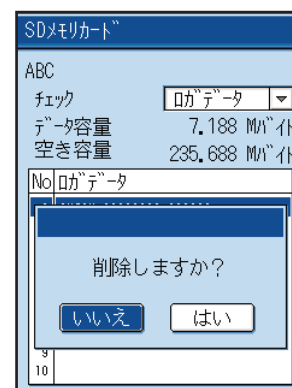 SDメモリカード
ABC
チェック ロガデータ
データ容量 7.188 Mバイト
空き容量 235.688 Mバイト
No ロガデータ
削除しますか?
いいえ はい
9
10